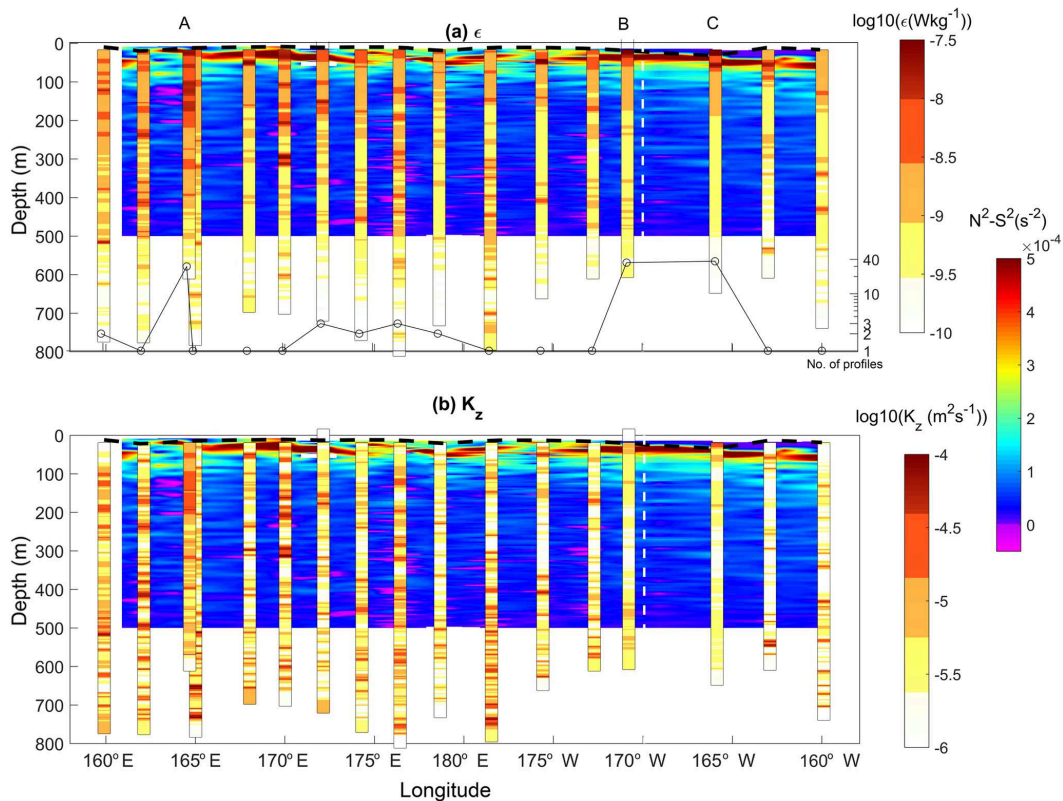 A
B
C
(a) ϵ
0
100
200
300
400
500
600
700
800
Depth (m)
40
10
3
2
1
No. of profiles
log10(ϵ(Wkg⁻¹))
-7.5
-8
-8.5
-9
-9.5
-10
N²-S²(s⁻²)
×10⁻⁴
5
4
3
2
1
0
(b) K_z
0
100
200
300
400
500
600
700
800
Depth (m)
160° E
165° E
170° E
175° E
180° E
175° W
170° W
165° W
160° W
Longitude
log10(K_z (m²s⁻¹))
-4
-4.5
-5
-5.5
-6